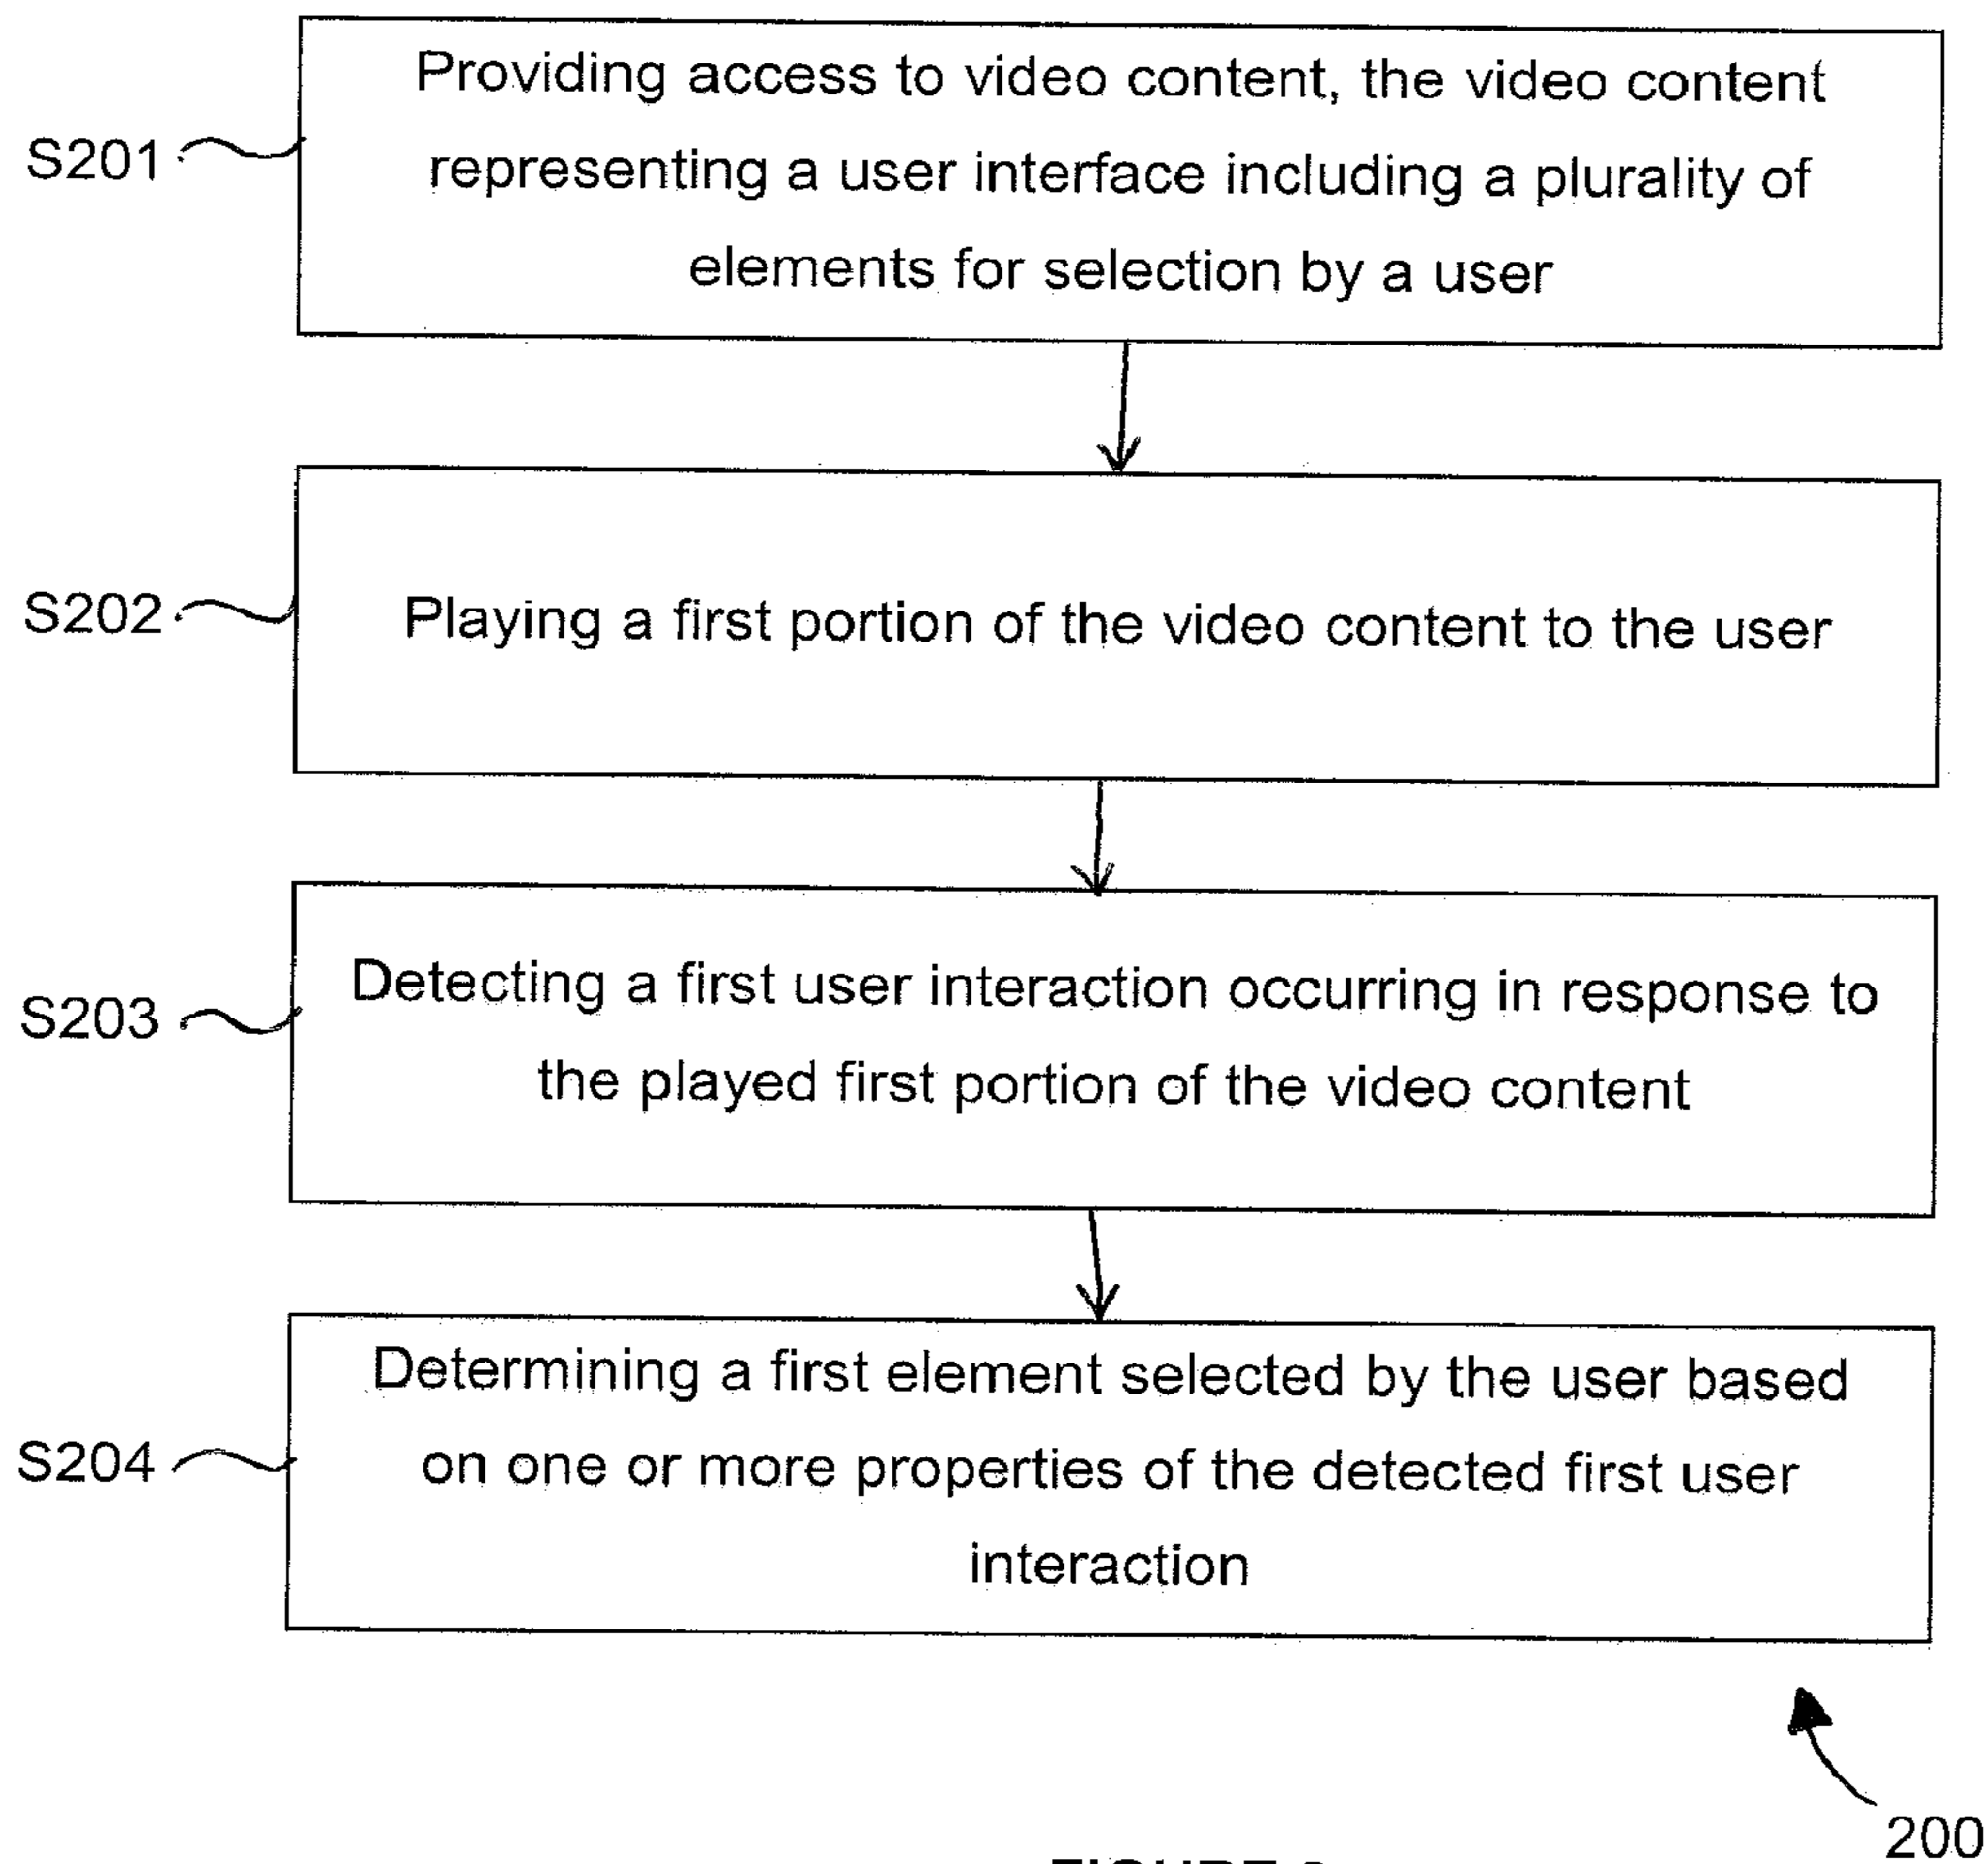 Providing access to video content, the video content
S201
representing a user interface including a plurality of
elements for selection by a user
S202
Playing a first portion of the video content to the user
Detecting a first user interaction occurring in response to
S203
the played first portion of the video content
Determining a first element selected by the user based
S204
on one or more properties of the detected first user
interaction
200